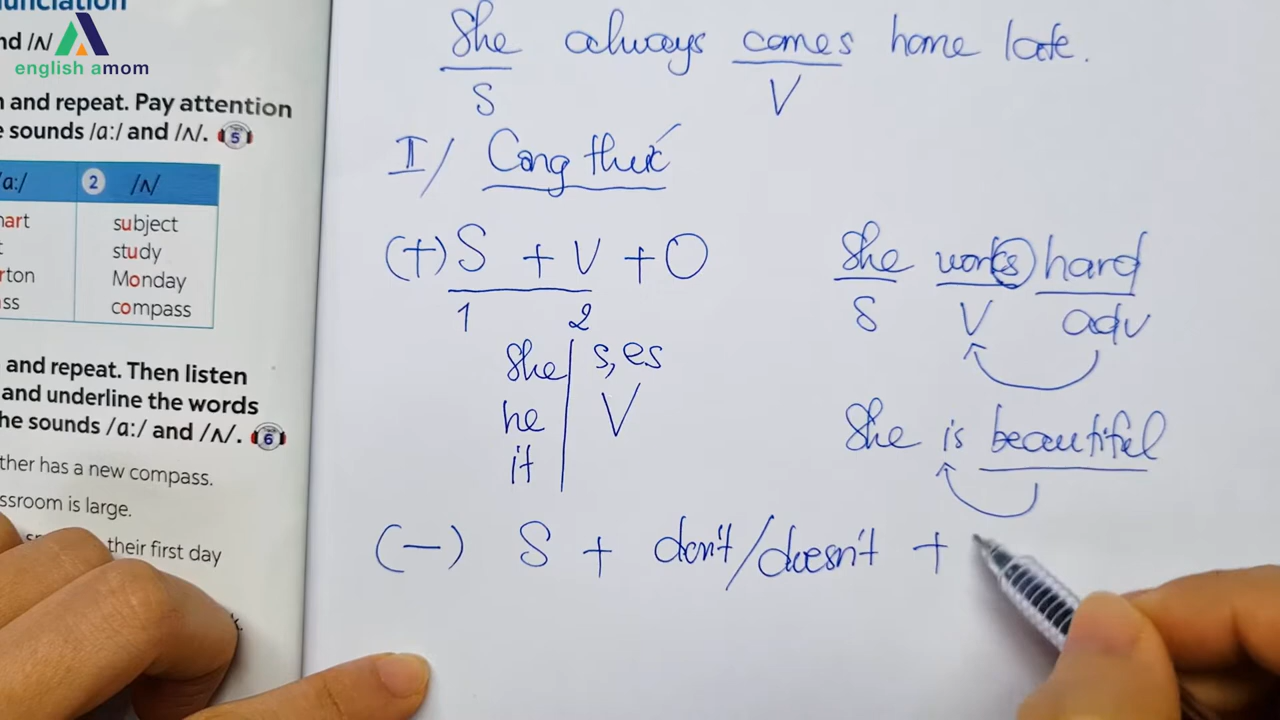 nd /ʌ/
english amom
n and repeat. Pay attention
e sounds /ɑː/ and /ʌ/. 5
/ɑː/ 2 /ʌ/
art subject
study
rton Monday
ss compass
and repeat. Then listen
and underline the words
he sounds /ɑː/ and /ʌ/. 6
ther has a new compass.
ssroom is large.
their first day
She always comes home late.
S V
I/ Công thức
(+) S + V + O
1 2
She s, es
he V
it
She works hard
S V adv
She is beautiful
(-) S + don't/doesn't +